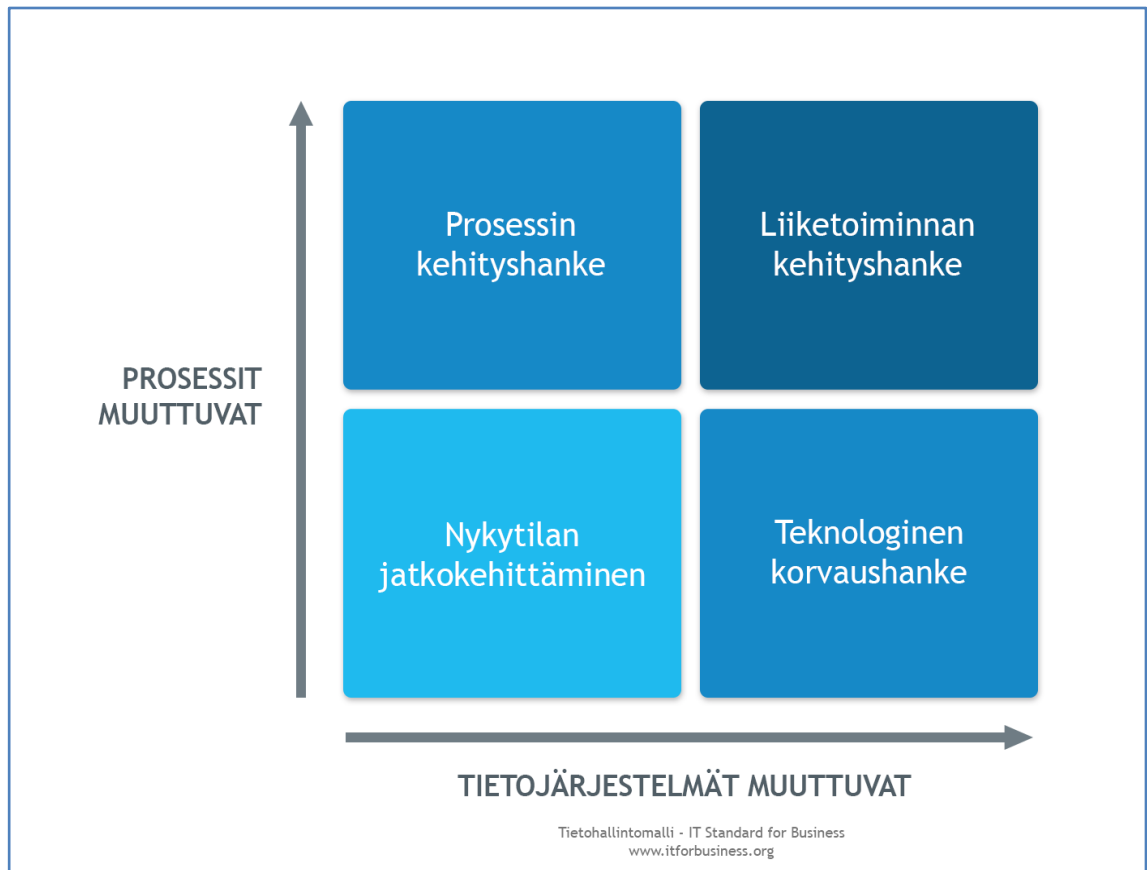 Prosessin
kehityshanke
Liiketoiminnan
kehityshanke
PROSESSIT
MUUTTUVAT
Nykytilan
jatkokehittäminen
Teknologinen
korvaushanke
TIETOJÄRJESTELMÄT MUUTTUVAT
Tietohallintomalli - IT Standard for Business
www.itforbusiness.org